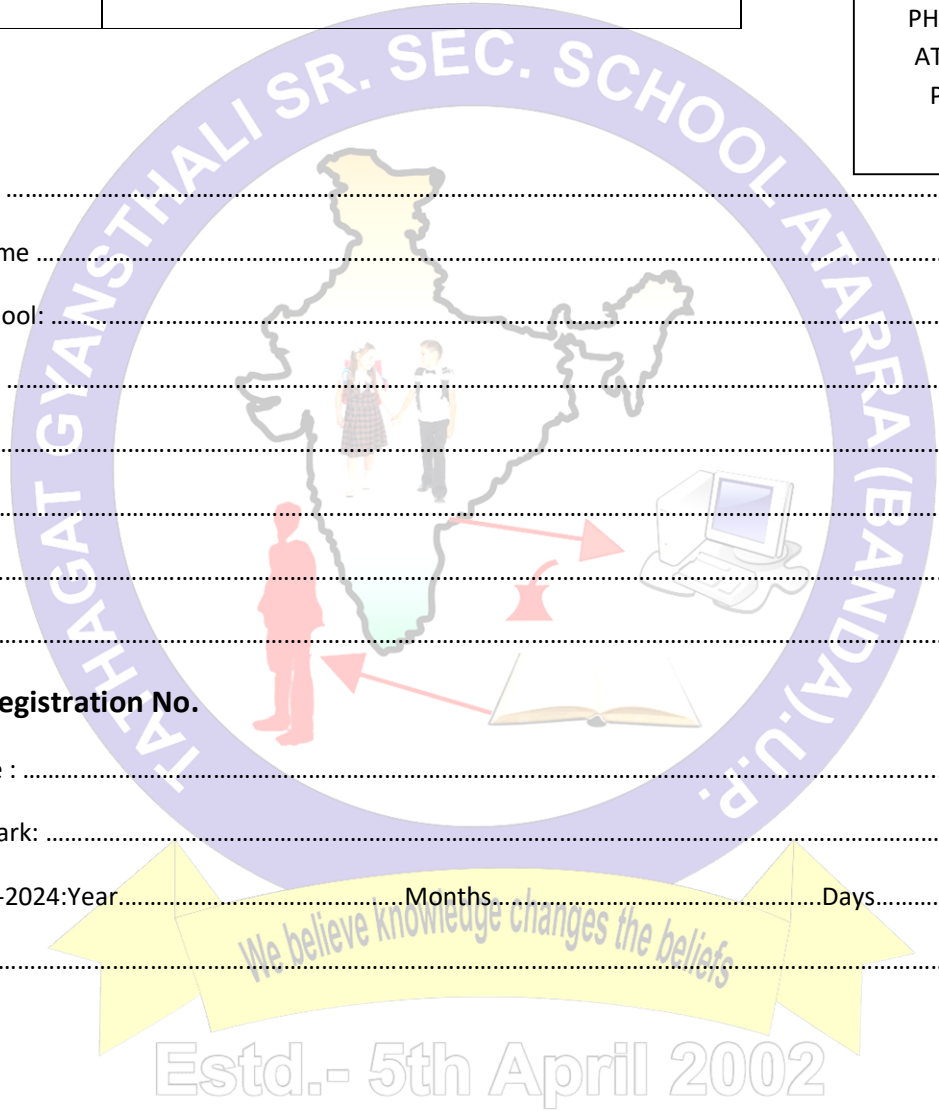 PH
AT
P
TATHAGAT GYANSTHALI SR. SEC. SCHOOL ATARRA (BANDA).U.P.
................................................................
me ................................................................
ool: ................................................................
................................................................
................................................................
................................................................
................................................................
................................................................
egistration No.
e : ................................................................
ark: ................................................................
-2024:Year......................................Months............................................Days.........
................................................................
We believe knowledge changes the beliefs
Estd.- 5th April 2002